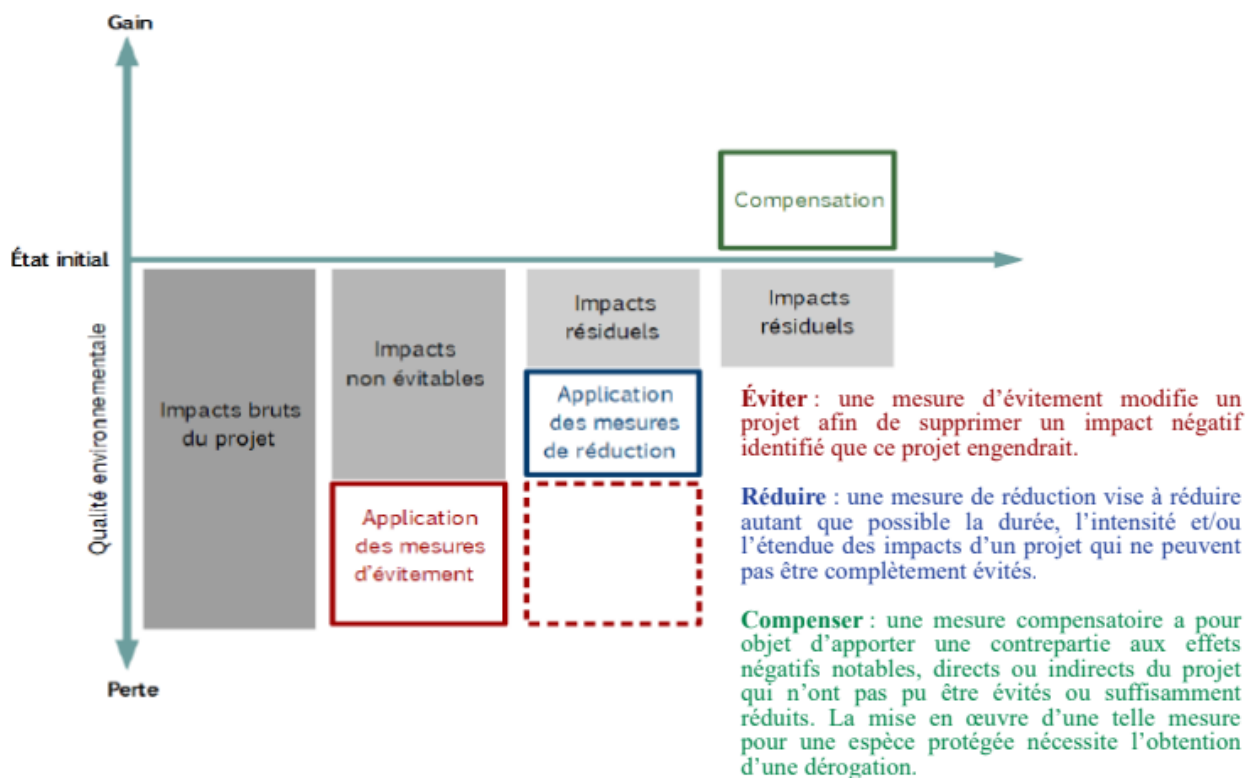 Gain
Compensation
État initial
Qualité environnementale
Impacts bruts
du projet
Impacts
non évitables
Application
des mesures
d'évitement
Impacts
résiduels
Application
des mesures
de réduction
Impacts
résiduels
Perte
Éviter : une mesure d’évitement modifie un
projet afin de supprimer un impact négatif
identifié que ce projet engendrait.
Réduire : une mesure de réduction vise à réduire
autant que possible la durée, l’intensité et/ou
l’étendue des impacts d’un projet qui ne peuvent
pas être complètement évités.
Compenser : une mesure compensatoire a pour
objet d’apporter une contrepartie aux effets
négatifs notables, directs ou indirects du projet
qui n’ont pas pu être évités ou suffisamment
réduits. La mise en œuvre d’une telle mesure
pour une espèce protégée nécessite l’obtention
d’une dérogation.